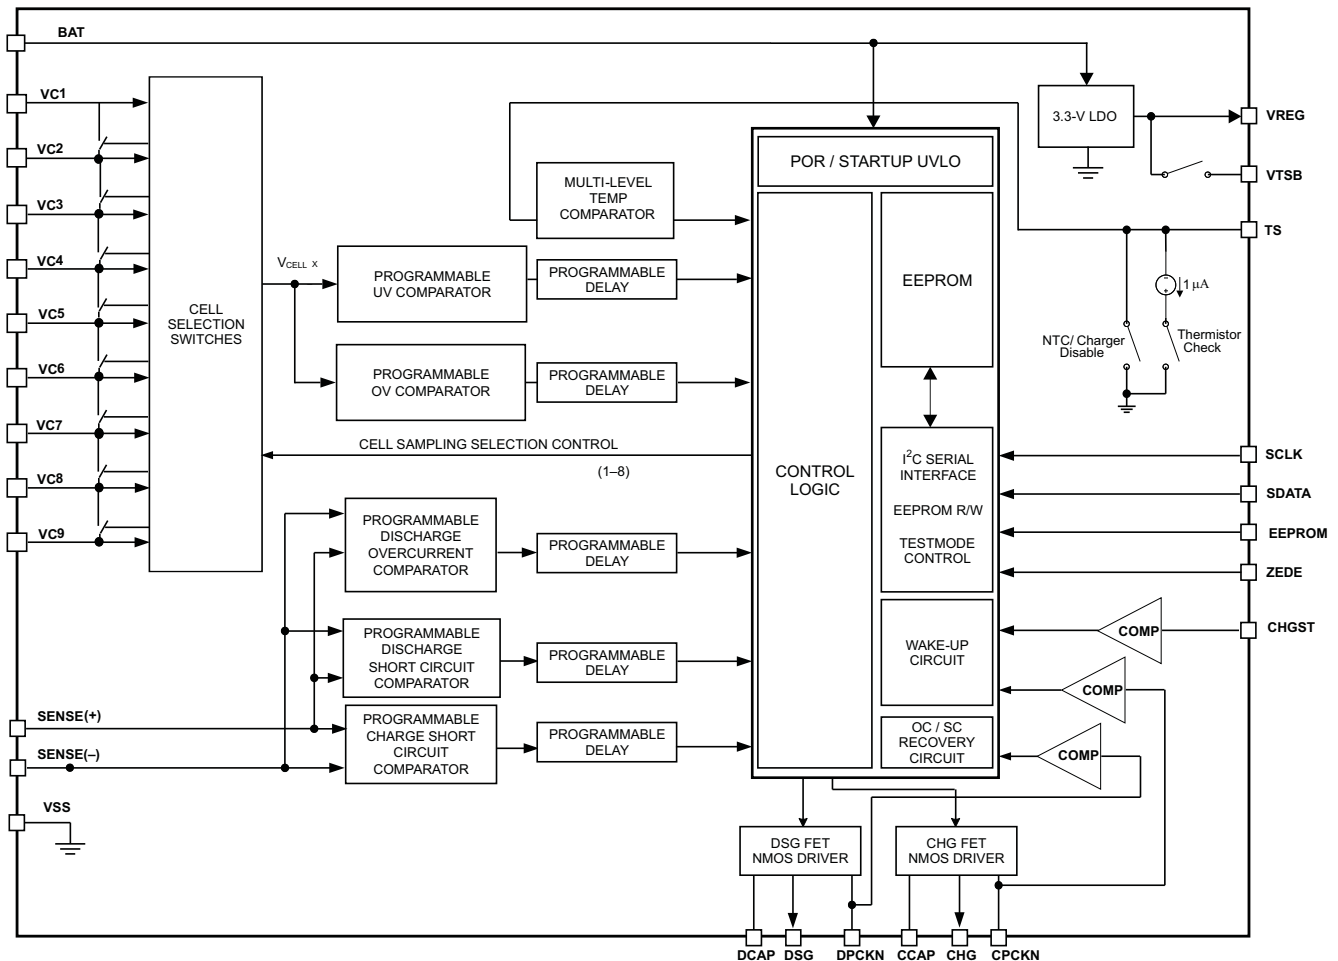 BAT
VC1
VC2
VC3
VC4
VC5
VC6
VC7
VC8
VC9
SENSE(+)
SENSE(–)
VSS
CELL
SELECTION
SWITCHES
VCELL x
MULTI-LEVEL
TEMP
COMPARATOR
PROGRAMMABLE
UV COMPARATOR
PROGRAMMABLE
DELAY
PROGRAMMABLE
OV COMPARATOR
PROGRAMMABLE
DELAY
CELL SAMPLING SELECTION CONTROL
(1–8)
PROGRAMMABLE
DISCHARGE
OVERCURRENT
COMPARATOR
PROGRAMMABLE
DELAY
PROGRAMMABLE
DISCHARGE
SHORT CIRCUIT
COMPARATOR
PROGRAMMABLE
DELAY
PROGRAMMABLE
CHARGE SHORT
CIRCUIT
COMPARATOR
PROGRAMMABLE
DELAY
POR / STARTUP UVLO
CONTROL
LOGIC
EEPROM
I2C SERIAL
INTERFACE
EEPROM R/W
TESTMODE
CONTROL
WAKE-UP
CIRCUIT
OC / SC
RECOVERY
CIRCUIT
3.3-V LDO
1 μA
NTC/ Charger
Disable
Thermistor
Check
COMP
COMP
COMP
VREG
VTSB
TS
SCLK
SDATA
EEPROM
ZEDE
CHGST
DSG FET
NMOS DRIVER
CHG FET
NMOS DRIVER
DCAP
DSG
DPCKN
CCAP
CHG
CPCKN